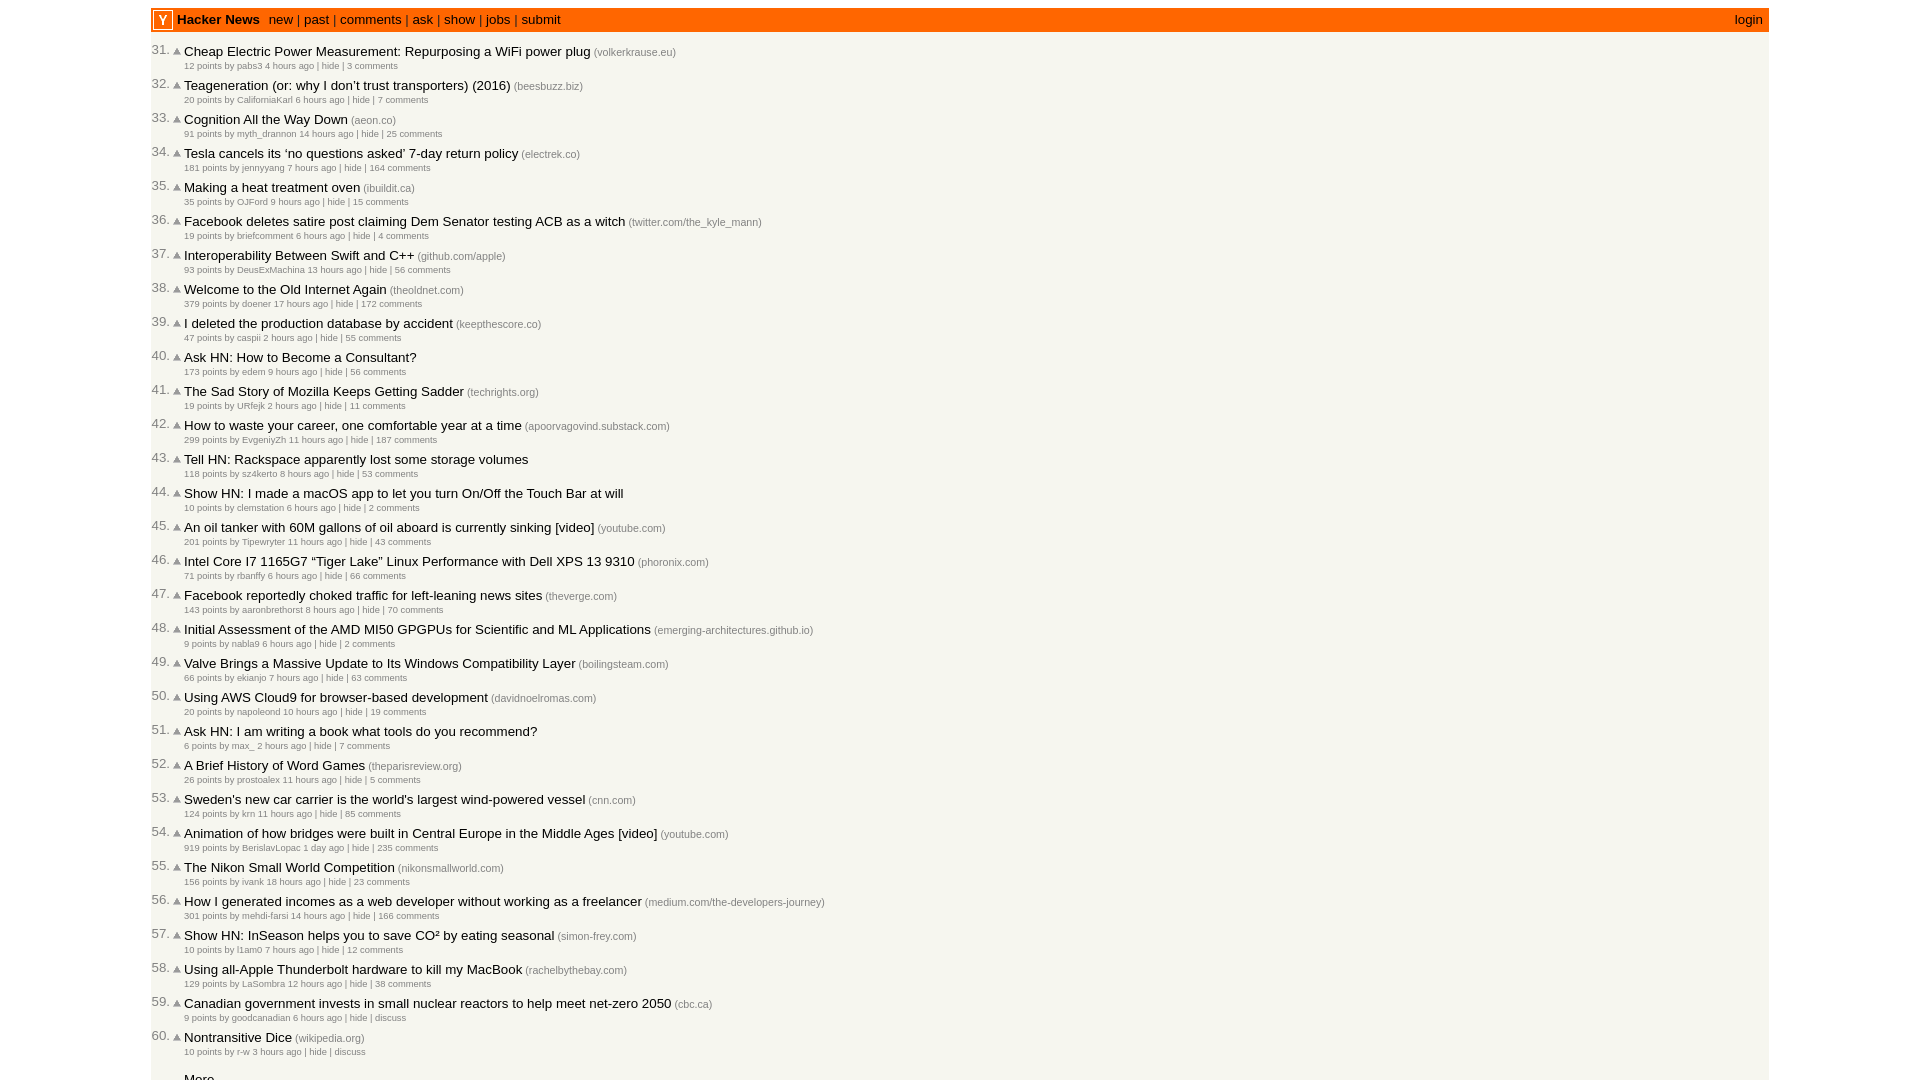 Y Hacker News new | past | comments | ask | show | jobs | submit login
31. Cheap Electric Power Measurement: Repurposing a WiFi power plug (volkerkrause.eu)
12 points by pabs3 4 hours ago | hide | 3 comments
32. Teageneration (or: why I don’t trust transporters) (2016) (beesbuzz.biz)
20 points by CaliforniaKarl 6 hours ago | hide | 7 comments
33. Cognition All the Way Down (aeon.co)
91 points by myth_drannon 14 hours ago | hide | 25 comments
34. Tesla cancels its ‘no questions asked’ 7-day return policy (electrek.co)
181 points by jennyyang 7 hours ago | hide | 164 comments
35. Making a heat treatment oven (ibuildit.ca)
35 points by OJFord 9 hours ago | hide | 15 comments
36. Facebook deletes satire post claiming Dem Senator testing ACB as a witch (twitter.com/the_kyle_mann)
19 points by briefcomment 6 hours ago | hide | 4 comments
37. Interoperability Between Swift and C++ (github.com/apple)
93 points by DeusExMachina 13 hours ago | hide | 56 comments
38. Welcome to the Old Internet Again (theoldnet.com)
379 points by doener 17 hours ago | hide | 172 comments
39. I deleted the production database by accident (keepthescore.co)
47 points by caspii 2 hours ago | hide | 55 comments
40. Ask HN: How to Become a Consultant?
173 points by edem 9 hours ago | hide | 56 comments
41. The Sad Story of Mozilla Keeps Getting Sadder (techrights.org)
19 points by URfejk 2 hours ago | hide | 11 comments
42. How to waste your career, one comfortable year at a time (apoorvagovind.substack.com)
299 points by EvgeniyZh 11 hours ago | hide | 187 comments
43. Tell HN: Rackspace apparently lost some storage volumes
118 points by sz4kerto 8 hours ago | hide | 53 comments
44. Show HN: I made a macOS app to let you turn On/Off the Touch Bar at will
10 points by clemstation 6 hours ago | hide | 2 comments
45. An oil tanker with 60M gallons of oil aboard is currently sinking [video] (youtube.com)
201 points by Tipewryter 11 hours ago | hide | 43 comments
46. Intel Core I7 1165G7 “Tiger Lake” Linux Performance with Dell XPS 13 9310 (phoronix.com)
71 points by rbanffy 6 hours ago | hide | 66 comments
47. Facebook reportedly choked traffic for left-leaning news sites (theverge.com)
143 points by aaronbrethorst 8 hours ago | hide | 70 comments
48. Initial Assessment of the AMD MI50 GPGPUs for Scientific and ML Applications (emerging-architectures.github.io)
9 points by nabla9 6 hours ago | hide | 2 comments
49. Valve Brings a Massive Update to Its Windows Compatibility Layer (boilingsteam.com)
66 points by ekianjo 7 hours ago | hide | 63 comments
50. Using AWS Cloud9 for browser-based development (davidnoelromas.com)
20 points by napoleond 10 hours ago | hide | 19 comments
51. Ask HN: I am writing a book what tools do you recommend?
6 points by max_ 2 hours ago | hide | 7 comments
52. A Brief History of Word Games (theparisreview.org)
26 points by prostoalex 11 hours ago | hide | 5 comments
53. Sweden's new car carrier is the world's largest wind-powered vessel (cnn.com)
124 points by krn 11 hours ago | hide | 85 comments
54. Animation of how bridges were built in Central Europe in the Middle Ages [video] (youtube.com)
919 points by BerislavLopac 1 day ago | hide | 235 comments
55. The Nikon Small World Competition (nikonsmallworld.com)
156 points by ivank 18 hours ago | hide | 23 comments
56. How I generated incomes as a web developer without working as a freelancer (medium.com/the-developers-journey)
301 points by mehdi-farsi 14 hours ago | hide | 166 comments
57. Show HN: InSeason helps you to save CO² by eating seasonal (simon-frey.com)
10 points by l1am0 7 hours ago | hide | 12 comments
58. Using all-Apple Thunderbolt hardware to kill my MacBook (rachelbythebay.com)
129 points by LaSombra 12 hours ago | hide | 38 comments
59. Canadian government invests in small nuclear reactors to help meet net-zero 2050 (cbc.ca)
9 points by goodcanadian 6 hours ago | hide | discuss
60. Nontransitive Dice (wikipedia.org)
10 points by r-w 3 hours ago | hide | discuss
More